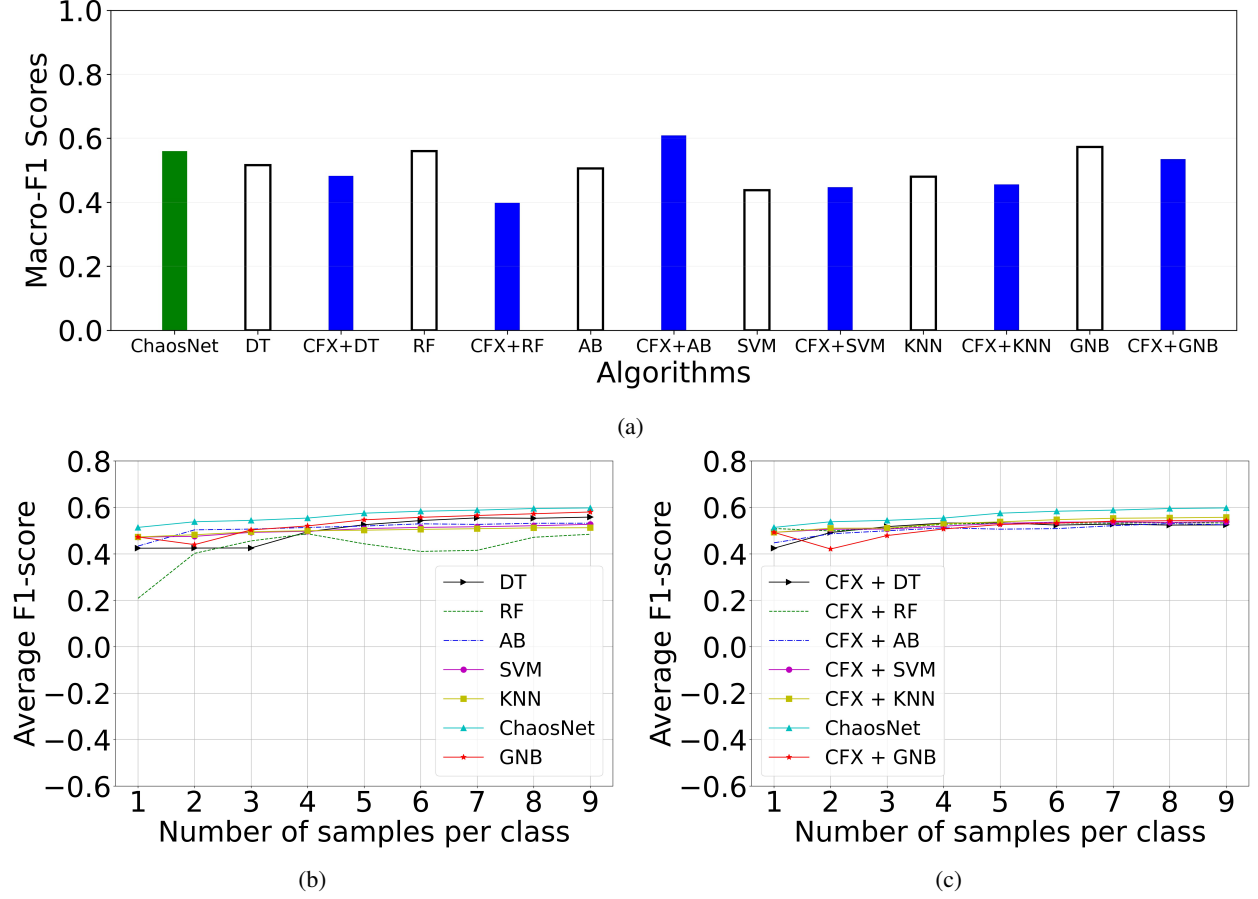 1.0
0.8
0.6
0.4
0.2
0.0
Macro-F1 Scores
ChaosNet DT CFX+DT RF CFX+RF AB CFX+AB SVM CFX+SVM KNN CFX+KNN GNB CFX+GNB
Algorithms
(a)
0.8
0.6
0.4
0.2
0.0
−0.2
−0.4
−0.6
Average F1-score
DT
RF
AB
SVM
KNN
ChaosNet
GNB
1 2 3 4 5 6 7 8 9
Number of samples per class
(b)
0.8
0.6
0.4
0.2
0.0
−0.2
−0.4
−0.6
Average F1-score
CFX + DT
CFX + RF
CFX + AB
CFX + SVM
CFX + KNN
ChaosNet
CFX + GNB
1 2 3 4 5 6 7 8 9
Number of samples per class
(c)